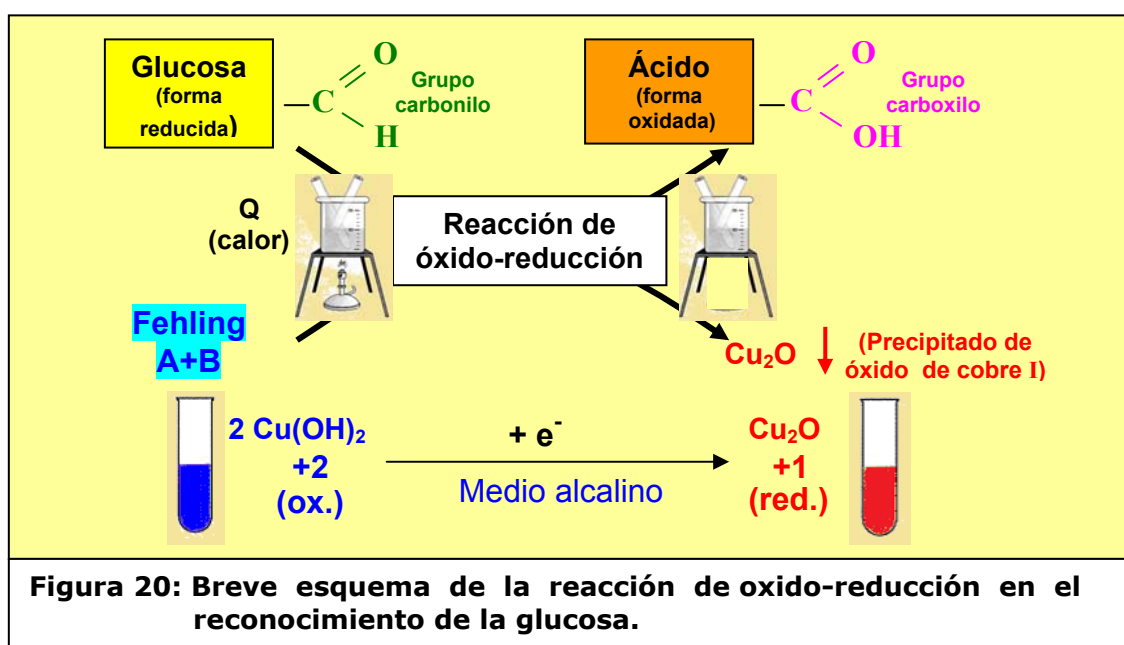 Glucosa
(forma
reducida)
C
O
H
Grupo
carbonilo
Ácido
(forma
oxidada)
C
O
OH
Grupo
carboxilo
Q
(calor)
Reacción de
óxido-reducción
Fehling
A+B
Cu₂O
(Precipitado de
óxido de cobre I)
2 Cu(OH)₂
+2
(ox.)
+ e⁻
Medio alcalino
Cu₂O
+1
(red.)
Figura 20: Breve esquema de la reacción de oxido-reducción en el
reconocimiento de la glucosa.